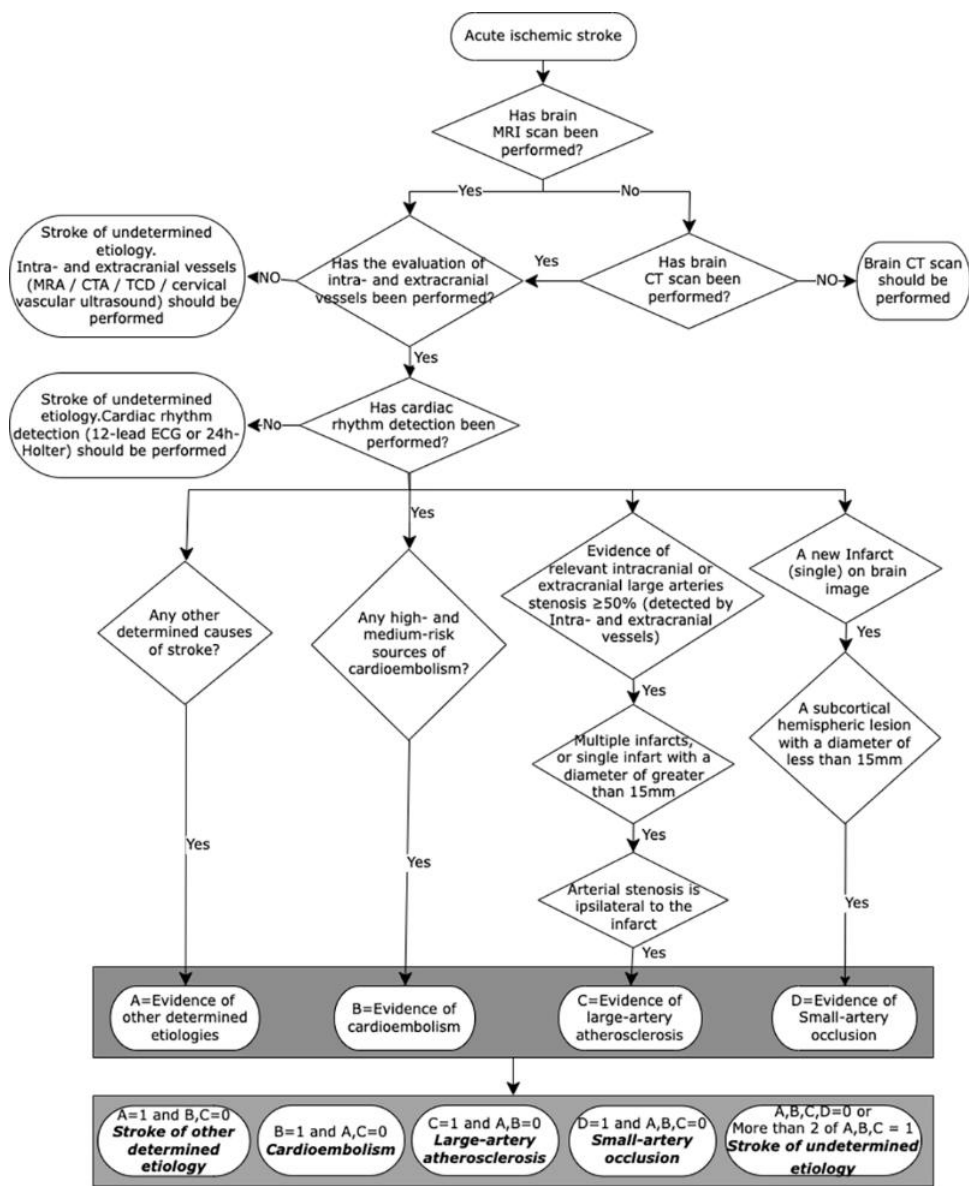 Acute ischemic stroke
Has brain
MRI scan been
performed?
Yes
No
Stroke of undetermined
etiology.
Intra- and extracranial vessels
(MRA / CTA / TCD / cervical
vascular ultrasound) should be
performed
NO
Has the evaluation of
intra- and extracranial
vessels been performed?
Yes
Has brain
CT scan been
performed?
NO
Brain CT scan
should be
performed
Yes
Stroke of undetermined
etiology.Cardiac rhythm
detection (12-lead ECG or 24h-
Holter) should be performed
No
Has cardiac
rhythm detection been
performed?
Yes
Any other
determined causes
of stroke?
Any high- and
medium-risk
sources of
cardioembolism?
Evidence of
relevant intracranial or
extracranial large arteries
stenosis ≥50% (detected by
Intra- and extracranial
vessels)
A new Infarct
(single) on brain
image
Yes
Yes
Multiple infarcts,
or single infart with a
diameter of greater
than 15mm
A subcortical
hemispheric lesion
with a diameter of
less than 15mm
Yes
Yes
Yes
Arterial stenosis is
ipsilateral to the
infarct
Yes
Yes
A=Evidence of
other determined
etiologies
B=Evidence of
cardioembolism
C=Evidence of
large-artery
atherosclerosis
D=Evidence of
Small-artery
occlusion
A=1 and B,C=0
Stroke of other
determined
etiology
B=1 and A,C=0
Cardioembolism
C=1 and A,B=0
Large-artery
atherosclerosis
D=1 and A,B,C=0
Small-artery
occlusion
A,B,C,D=0 or
More than 2 of A,B,C = 1
Stroke of undetermined
etiology